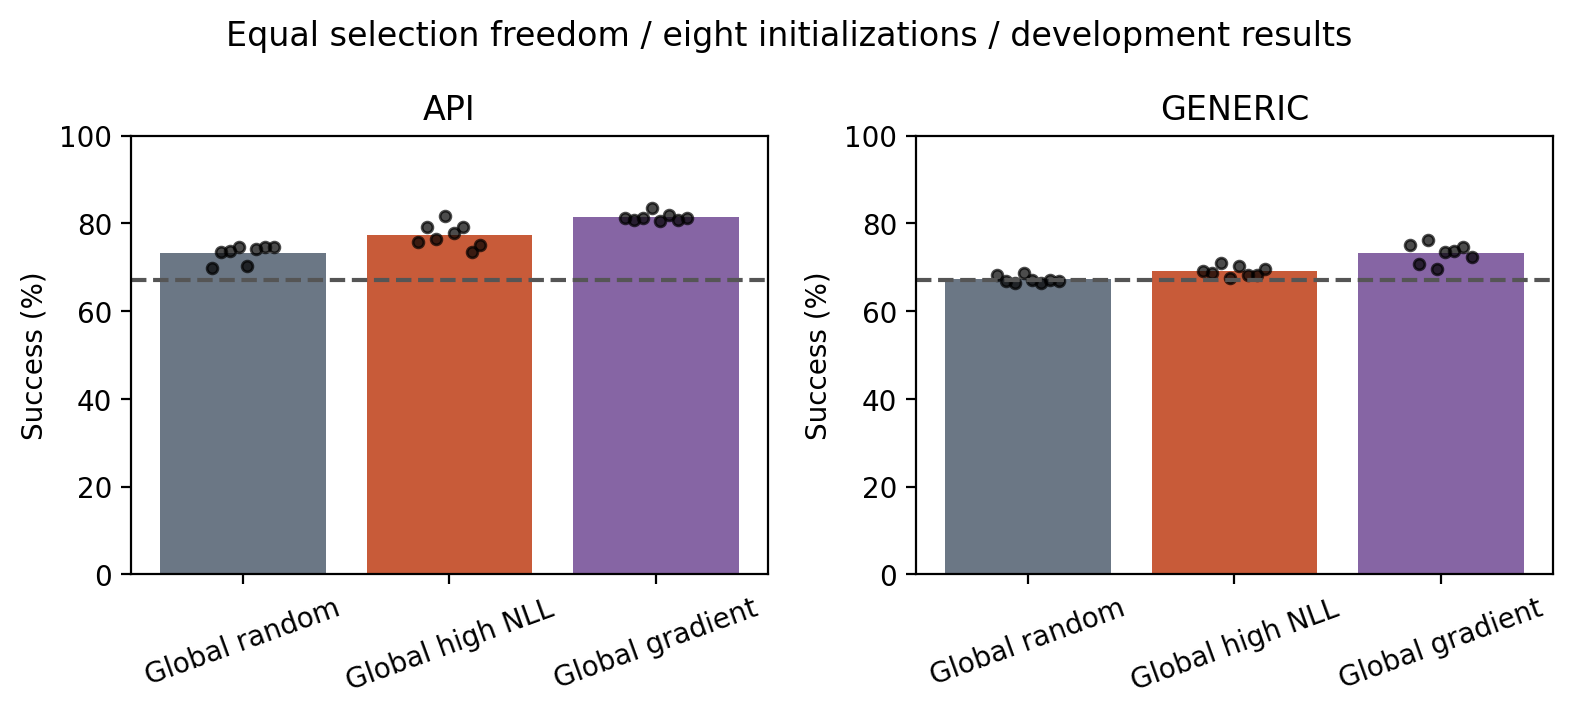 Equal selection freedom / eight initializations / development results
API
Success (%)
100
80
60
40
20
0
Global random
Global high NLL
Global gradient
GENERIC
Success (%)
100
80
60
40
20
0
Global random
Global high NLL
Global gradient